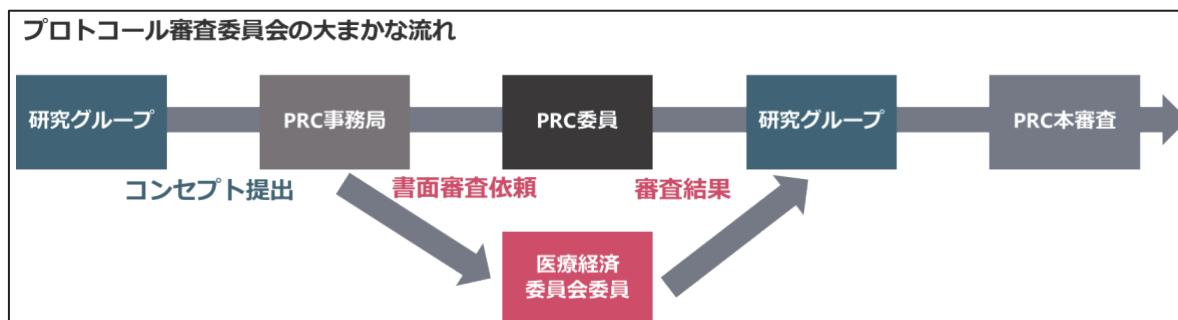 プロトコール審査委員会の大まかな流れ
研究グループ
PRC事務局
PRC委員
研究グループ
PRC本審査
コンセプト提出
書面審査依頼
審査結果
医療経済
委員会委員